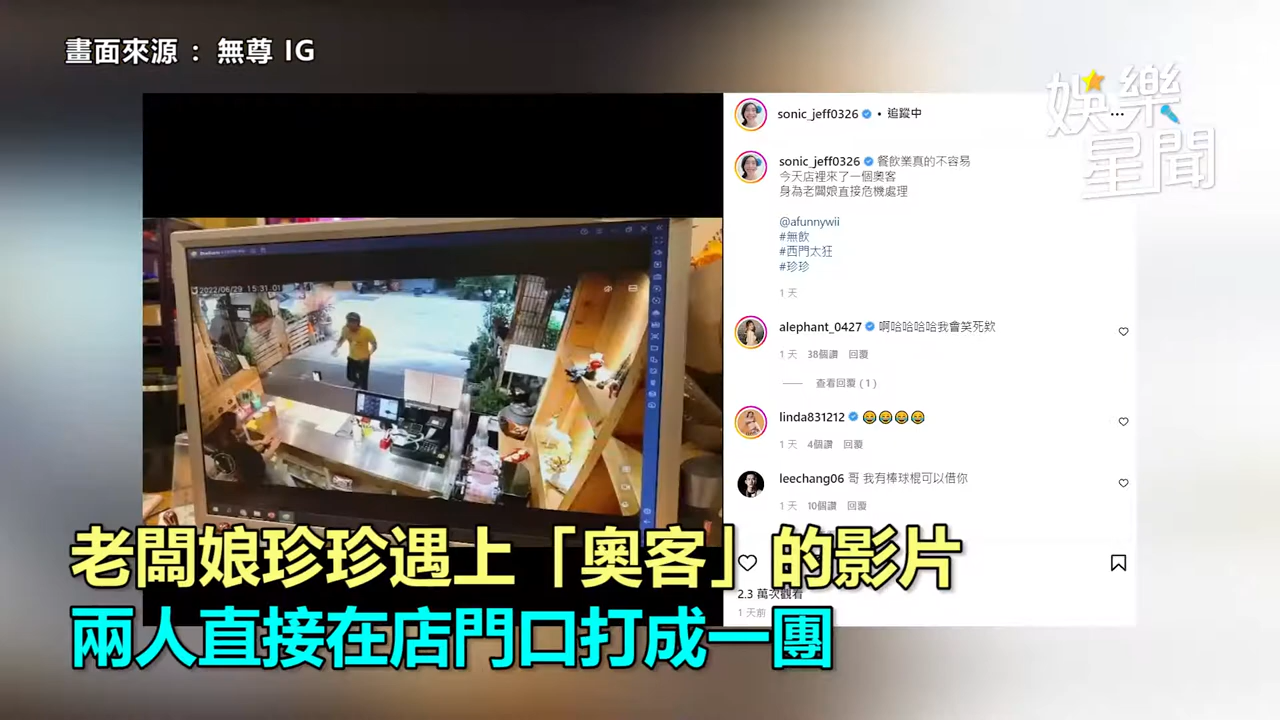 畫面來源 : 無尊 IG
娛樂星聞
sonic_jeff0326 • 追蹤中
sonic_jeff0326 餐飲業真的不容易
今天店裡來了一個奧客
身為老闆娘直接危機處理
@afunnywii
#無飲
#西門太狂
#珍珍
1 天
alephant_0427 啊哈哈哈哈我會笑死欸
1 天 38個讚 回覆
查看回覆 ( 1 )
linda831212 😂😂😂😂
1 天 4個讚 回覆
leechang06 哥 我有棒球棍可以借你
1 天 10個讚 回覆
2.3 萬次觀看
1 天前
2022/06/29 15:31:01
老闆娘珍珍遇上「奧客」的影片
兩人直接在店門口打成一團